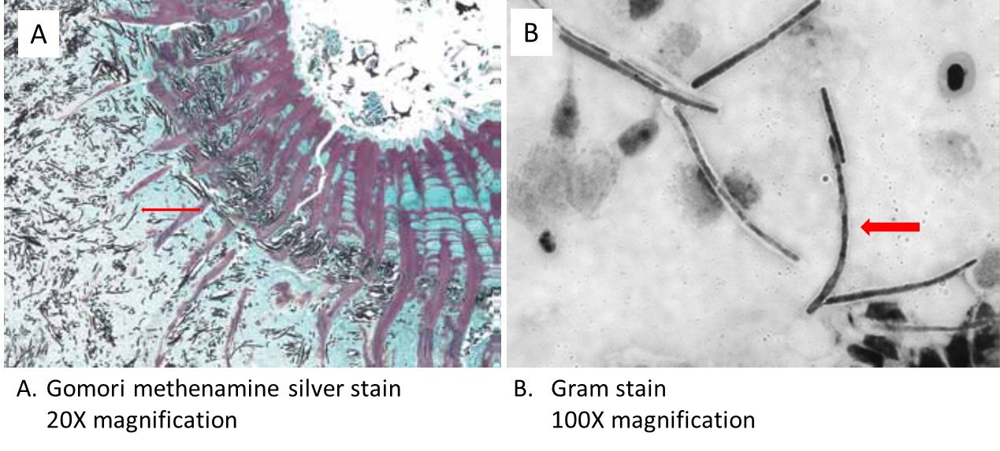 A
B
A. Gomori methenamine silver stain
20X magnification
B. Gram stain
100X magnification